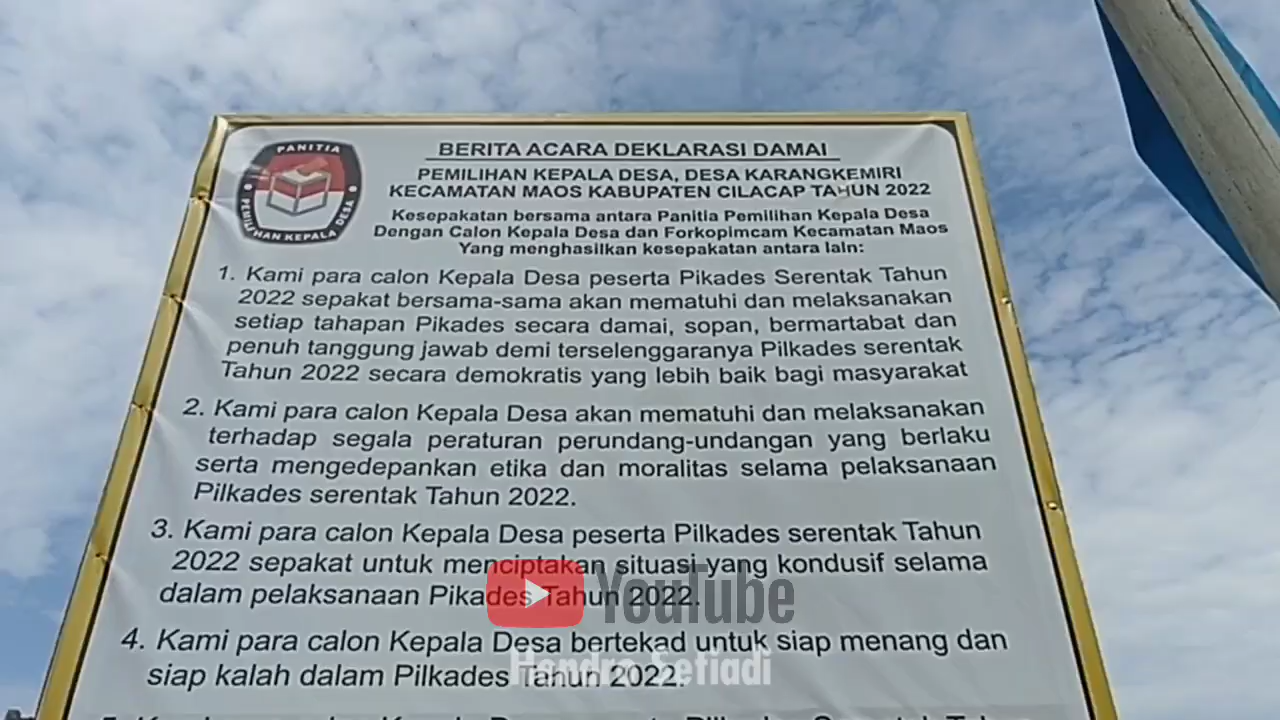 PANITIA
PEMILIHAN KEPALA DESA
BERITA ACARA DEKLARASI DAMAI
PEMILIHAN KEPALA DESA, DESA KARANGKEMIRI
KECAMATAN MAOS KABUPATEN CILACAP TAHUN 2022
Kesepakatan bersama antara Panitia Pemilihan Kepala Desa
Dengan Calon Kepala Desa dan Forkopimcam Kecamatan Maos
Yang menghasilkan kesepakatan antara lain:
1. Kami para calon Kepala Desa peserta Pikades Serentak Tahun
2022 sepakat bersama-sama akan mematuhi dan melaksanakan
setiap tahapan Pikades secara damai, sopan, bermartabat dan
penuh tanggung jawab demi terselenggaranya Pilkades serentak
Tahun 2022 secara demokratis yang lebih baik bagi masyarakat
2. Kami para calon Kepala Desa akan mematuhi dan melaksanakan
terhadap segala peraturan perundang-undangan yang berlaku
serta mengedepankan etika dan moralitas selama pelaksanaan
Pilkades serentak Tahun 2022.
3. Kami para calon Kepala Desa peserta Pilkades serentak Tahun
2022 sepakat untuk menciptakan situasi yang kondusif selama
dalam pelaksanaan Pikades Tahun 2022.
YouTube
4. Kami para calon Kepala Desa bertekad untuk siap menang dan
siap kalah dalam Pilkades Tahun 2022.
Hendro Setiadi